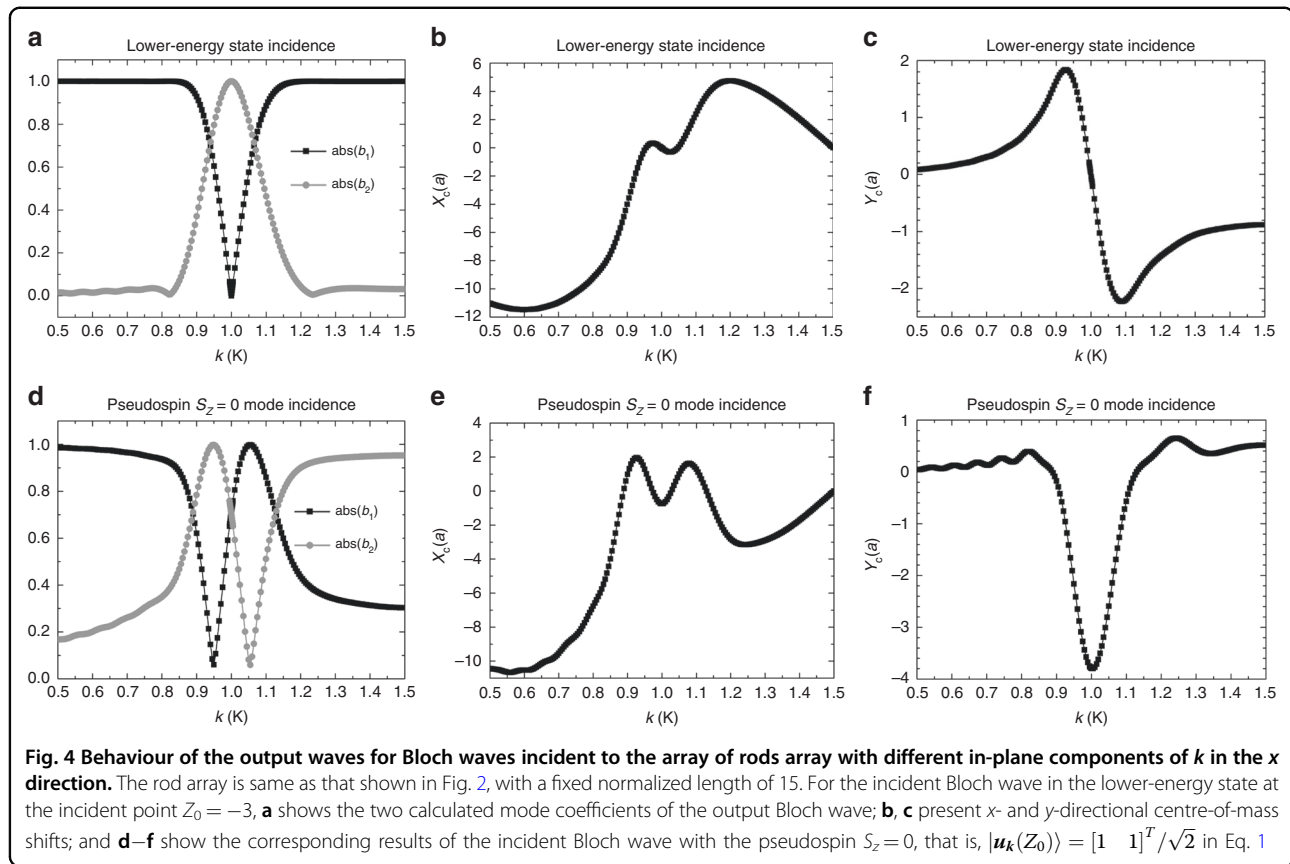 a
Lower-energy state incidence
1.0
0.8
0.6
0.4
0.2
0.0
abs(b1)
abs(b2)
0.5 0.6 0.7 0.8 0.9 1.0 1.1 1.2 1.3 1.4 1.5
k (K)
b
Lower-energy state incidence
Xc(a)
6
4
2
0
−2
−4
−6
−8
−10
−12
0.5 0.6 0.7 0.8 0.9 1.0 1.1 1.2 1.3 1.4 1.5
k (K)
c
Lower-energy state incidence
Yc(a)
2
1
0
−1
−2
0.5 0.6 0.7 0.8 0.9 1.0 1.1 1.2 1.3 1.4 1.5
k (K)
d
Pseudospin SZ = 0 mode incidence
1.0
0.8
0.6
0.4
0.2
0.0
abs(b1)
abs(b2)
0.5 0.6 0.7 0.8 0.9 1.0 1.1 1.2 1.3 1.4 1.5
k (K)
e
Pseudospin SZ = 0 mode incidence
Xc(a)
4
2
0
−2
−4
−6
−8
−10
0.5 0.6 0.7 0.8 0.9 1.0 1.1 1.2 1.3 1.4 1.5
k (K)
f
Pseudospin SZ = 0 mode incidence
Yc(a)
1
0
−1
−2
−3
−4
0.5 0.6 0.7 0.8 0.9 1.0 1.1 1.2 1.3 1.4 1.5
k (K)
Fig. 4 Behaviour of the output waves for Bloch waves incident to the array of rods array with different in-plane components of k in the x
direction. The rod array is same as that shown in Fig. 2, with a fixed normalized length of 15. For the incident Bloch wave in the lower-energy state at
the incident point Z0 = −3, a shows the two calculated mode coefficients of the output Bloch wave; b, c present x- and y-directional centre-of-mass
shifts; and d–f show the corresponding results of the incident Bloch wave with the pseudospin Sz = 0, that is, |uk(Z0)⟩ = [1 1]^T/√2 in Eq. 1